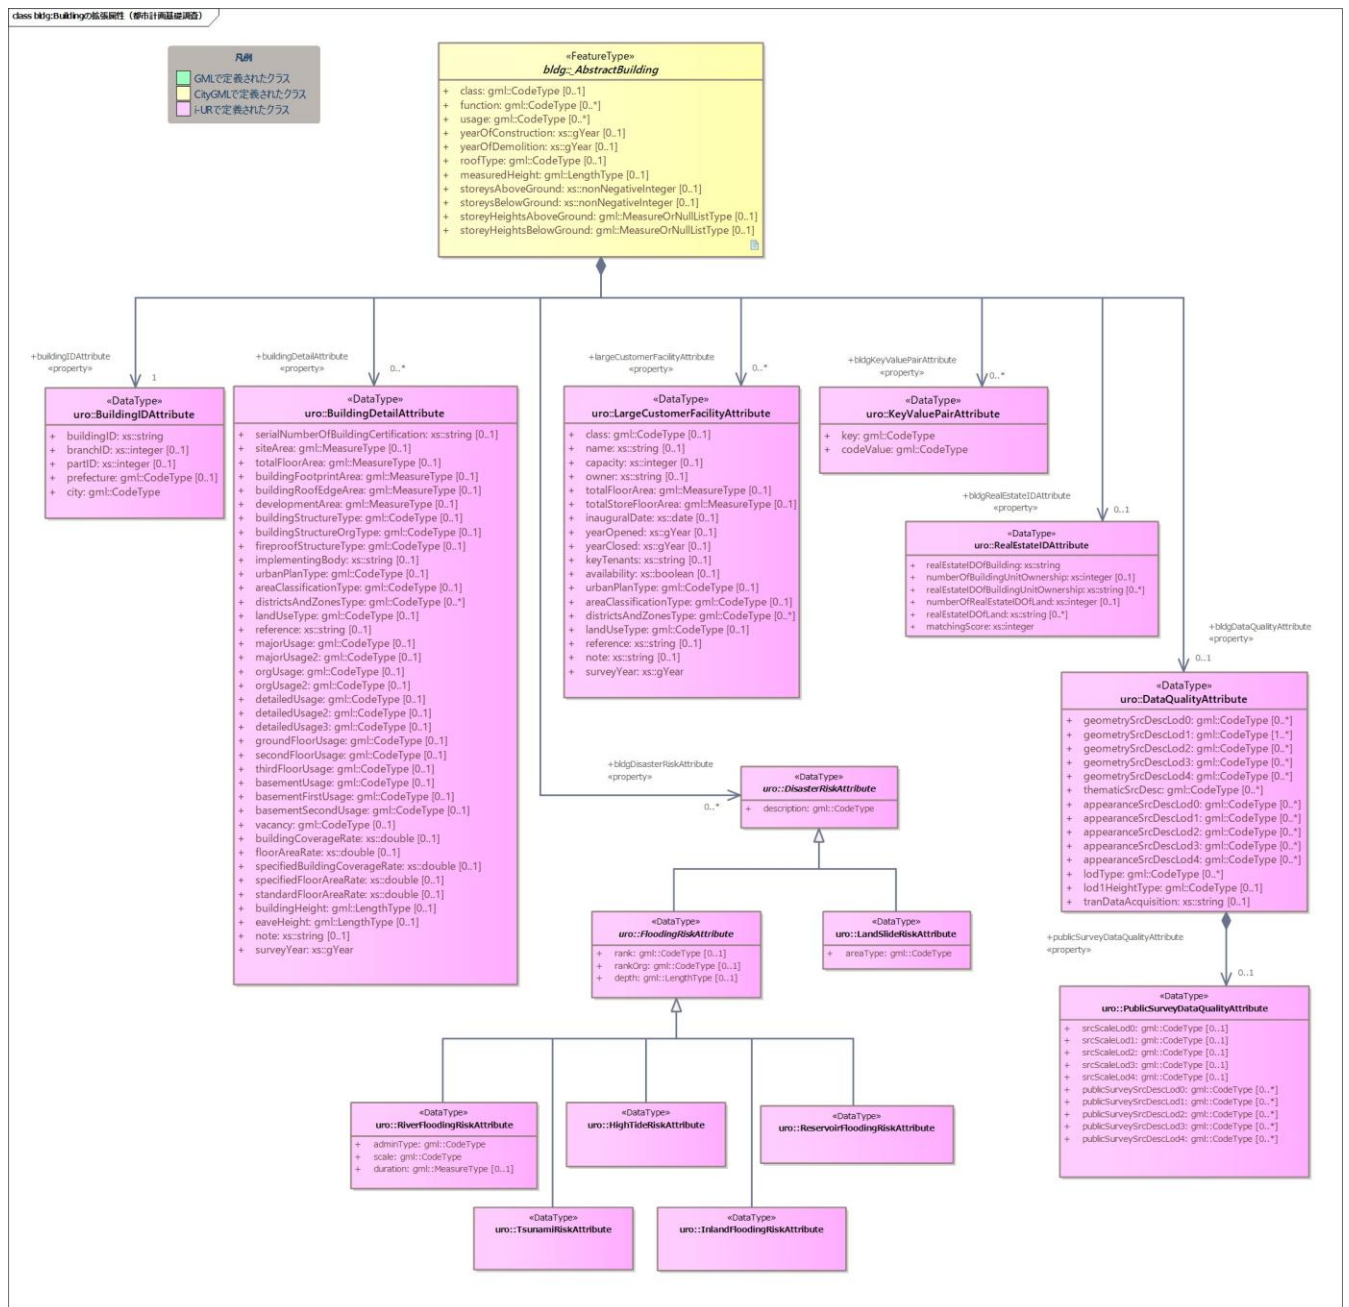 class bldg:Buildingの拡張属性（都市計画基礎調査）
凡例
GMLで定義されたクラス
CityGMLで定義されたクラス
i-URで定義されたクラス
«FeatureType»
bldg::_AbstractBuilding
+ class: gml::CodeType [0..1]
+ function: gml::CodeType [0..*]
+ usage: gml::CodeType [0..*]
+ yearOfConstruction: xs::gYear [0..1]
+ yearOfDemolition: xs::gYear [0..1]
+ roofType: gml::CodeType [0..1]
+ measuredHeight: gml::LengthType [0..1]
+ storeysAboveGround: xs::nonNegativeInteger [0..1]
+ storeysBelowGround: xs::nonNegativeInteger [0..1]
+ storeyHeightsAboveGround: gml::MeasureOrNullListType [0..1]
+ storeyHeightsBelowGround: gml::MeasureOrNullListType [0..1]
+buildingIDAttribute
«property»
1
«DataType»
uro::BuildingIDAttribute
+ buildingID: xs::string
+ branchID: xs::integer [0..1]
+ partID: xs::integer [0..1]
+ prefecture: gml::CodeType [0..1]
+ city: gml::CodeType
+buildingDetailAttribute
«property»
0..*
«DataType»
uro::BuildingDetailAttribute
+ serialNumberOfBuildingCertification: xs::string [0..1]
+ siteArea: gml::MeasureType [0..1]
+ totalFloorArea: gml::MeasureType [0..1]
+ buildingFootprintArea: gml::MeasureType [0..1]
+ buildingRoofEdgeArea: gml::MeasureType [0..1]
+ developmentArea: gml::MeasureType [0..1]
+ buildingStructureType: gml::CodeType [0..1]
+ buildingStructureOrgType: gml::CodeType [0..1]
+ fireproofStructureType: gml::CodeType [0..1]
+ implementingBody: xs::string [0..1]
+ urbanPlanType: gml::CodeType [0..1]
+ areaClassificationType: gml::CodeType [0..1]
+ districtsAndZonesType: gml::CodeType [0..*]
+ landUseType: gml::CodeType [0..1]
+ reference: xs::string [0..1]
+ majorUsage: gml::CodeType [0..1]
+ majorUsage2: gml::CodeType [0..1]
+ orgUsage: gml::CodeType [0..1]
+ orgUsage2: gml::CodeType [0..1]
+ detailedUsage: gml::CodeType [0..1]
+ detailedUsage2: gml::CodeType [0..1]
+ detailedUsage3: gml::CodeType [0..1]
+ groundFloorUsage: gml::CodeType [0..1]
+ secondFloorUsage: gml::CodeType [0..1]
+ thirdFloorUsage: gml::CodeType [0..1]
+ basementUsage: gml::CodeType [0..1]
+ basementFirstUsage: gml::CodeType [0..1]
+ basementSecondUsage: gml::CodeType [0..1]
+ vacancy: gml::CodeType [0..1]
+ buildingCoverageRate: xs::double [0..1]
+ floorAreaRate: xs::double [0..1]
+ specifiedBuildingCoverageRate: xs::double [0..1]
+ specifiedFloorAreaRate: xs::double [0..1]
+ standardFloorAreaRate: xs::double [0..1]
+ buildingHeight: gml::LengthType [0..1]
+ eaveHeight: gml::LengthType [0..1]
+ note: xs::string [0..1]
+ surveyYear: xs::gYear
+largeCustomerFacilityAttribute
«property»
0..*
«DataType»
uro::LargeCustomerFacilityAttribute
+ class: gml::CodeType [0..1]
+ name: xs::string [0..1]
+ capacity: xs::integer [0..1]
+ owner: xs::string [0..1]
+ totalFloorArea: gml::MeasureType [0..1]
+ totalStoreFloorArea: gml::MeasureType [0..1]
+ inauguralDate: xs::date [0..1]
+ yearOpened: xs::gYear [0..1]
+ yearClosed: xs::gYear [0..1]
+ keyTenants: xs::string [0..1]
+ availability: xs::boolean [0..1]
+ urbanPlanType: gml::CodeType [0..1]
+ areaClassificationType: gml::CodeType [0..1]
+ districtsAndZonesType: gml::CodeType [0..*]
+ landUseType: gml::CodeType [0..1]
+ reference: xs::string [0..1]
+ note: xs::string [0..1]
+ surveyYear: xs::gYear
+bldgKeyValuePairAttribute
«property»
0..*
«DataType»
uro::KeyValuePairAttribute
+ key: gml::CodeType
+ codeValue: gml::CodeType
+bldgRealEstateIDAttribute
«property»
0..1
«DataType»
uro::RealEstateIDAttribute
+ realEstateIDOfBuilding: xs::string
+ numberOfBuildingUnitOwnership: xs::integer [0..1]
+ realEstateIDOfBuildingUnitOwnership: xs::string [0..*]
+ numberOfRealEstateIDOfLand: xs::integer [0..1]
+ realEstateIDOfLand: xs::string [0..*]
+ matchingScore: xs::integer
+bldgDataQualityAttribute
«property»
0..1
«DataType»
uro::DataQualityAttribute
+ geometrySrcDescLod0: gml::CodeType [0..*]
+ geometrySrcDescLod1: gml::CodeType [1..*]
+ geometrySrcDescLod2: gml::CodeType [0..*]
+ geometrySrcDescLod3: gml::CodeType [0..*]
+ geometrySrcDescLod4: gml::CodeType [0..*]
+ thematicSrcDesc: gml::CodeType [0..*]
+ appearanceSrcDescLod0: gml::CodeType [0..*]
+ appearanceSrcDescLod1: gml::CodeType [0..*]
+ appearanceSrcDescLod2: gml::CodeType [0..*]
+ appearanceSrcDescLod3: gml::CodeType [0..*]
+ appearanceSrcDescLod4: gml::CodeType [0..*]
+ lodType: gml::CodeType [0..*]
+ lod1HeightType: gml::CodeType [0..1]
+ tranDataAcquisition: xs::string [0..1]
+bldgDisasterRiskAttribute
«property»
0..*
«DataType»
uro::DisasterRiskAttribute
+ description: gml::CodeType
«DataType»
uro::FloodingRiskAttribute
+ rank: gml::CodeType [0..1]
+ rankOrg: gml::CodeType [0..1]
+ depth: gml::LengthType [0..1]
«DataType»
uro::LandSlideRiskAttribute
+ areaType: gml::CodeType
+publicSurveyDataQualityAttribute
«property»
0..1
«DataType»
uro::PublicSurveyDataQualityAttribute
+ srcScaleLod0: gml::CodeType [0..1]
+ srcScaleLod1: gml::CodeType [0..1]
+ srcScaleLod2: gml::CodeType [0..1]
+ srcScaleLod3: gml::CodeType [0..1]
+ srcScaleLod4: gml::CodeType [0..1]
+ publicSurveySrcDescLod0: gml::CodeType [0..*]
+ publicSurveySrcDescLod1: gml::CodeType [0..*]
+ publicSurveySrcDescLod2: gml::CodeType [0..*]
+ publicSurveySrcDescLod3: gml::CodeType [0..*]
+ publicSurveySrcDescLod4: gml::CodeType [0..*]
«DataType»
uro::RiverFloodingRiskAttribute
+ adminType: gml::CodeType
+ scale: gml::CodeType
+ duration: gml::MeasureType [0..1]
«DataType»
uro::HighTideRiskAttribute
«DataType»
uro::ReservoirFloodingRiskAttribute
«DataType»
uro::TsunamiRiskAttribute
«DataType»
uro::InlandFloodingRiskAttribute